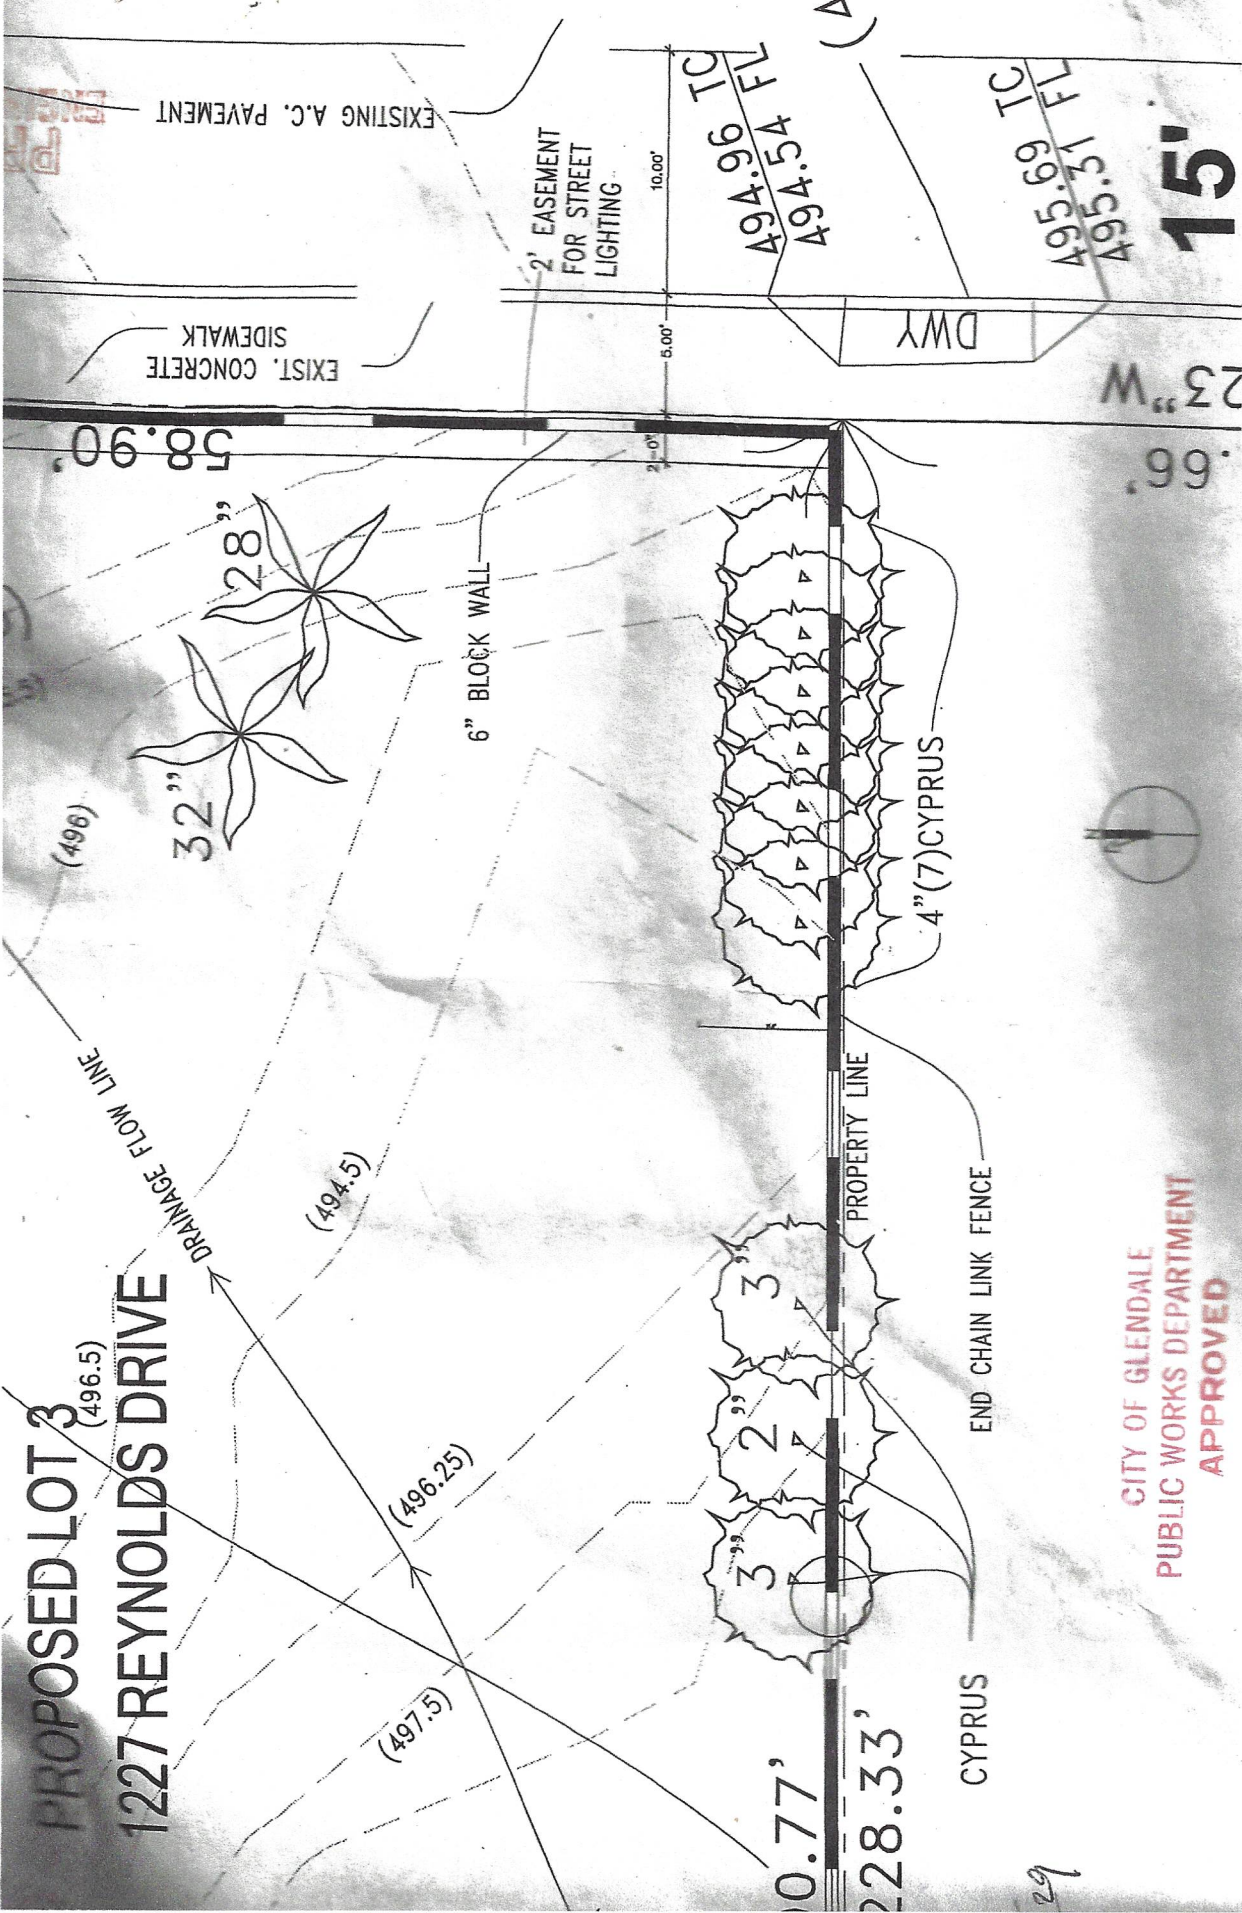 PROPOSED LOT 3
(496.5)
127 REYNOLDS DRIVE
DRAINAGE FLOW LINE
(496)
32"
28"
58.90'
EXIST. CONCRETE
SIDEWALK
EXISTING A.C. PAVEMENT
2' EASEMENT
FOR STREET
LIGHTING
10.00'
5.00'
2'-0"
494.96 TC
494.54 FL
495.69 TC
495.31 FL
15'
DWY
23" W
.66'
6" BLOCK WALL
(494.5)
(496.25)
(497.5)
4"(7)CYPRUS
N
PROPERTY LINE
END CHAIN LINK FENCE
3"
2"
3"
CYPRUS
0.77'
228.33'
CITY OF GLENDALE
PUBLIC WORKS DEPARTMENT
APPROVED
29